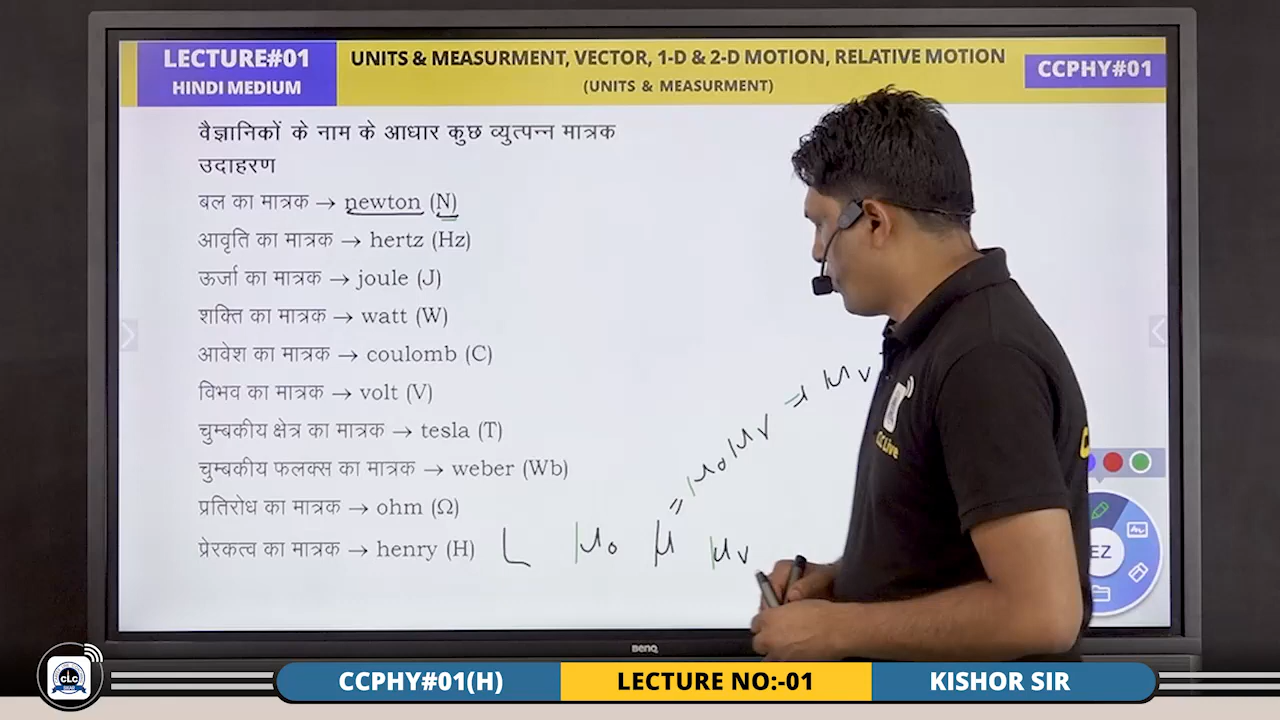 LECTURE#01
HINDI MEDIUM
UNITS & MEASURMENT, VECTOR, 1-D & 2-D MOTION, RELATIVE MOTION
(UNITS & MEASURMENT)
CCPHY#01
वैज्ञानिकों के नाम के आधार कुछ व्युत्पन्न मात्रक
उदाहरण
बल का मात्रक → newton (N)
आवृति का मात्रक → hertz (Hz)
ऊर्जा का मात्रक → joule (J)
शक्ति का मात्रक → watt (W)
आवेश का मात्रक → coulomb (C)
विभव का मात्रक → volt (V)
चुम्बकीय क्षेत्र का मात्रक → tesla (T)
चुम्बकीय फलक्स का मात्रक → weber (Wb)
प्रतिरोध का मात्रक → ohm (Ω)
प्रेरकत्व का मात्रक → henry (H) L μ₀ μ
EZ
BENQ
CLC
CCPHY#01(H)
LECTURE NO:-01
KISHOR SIR